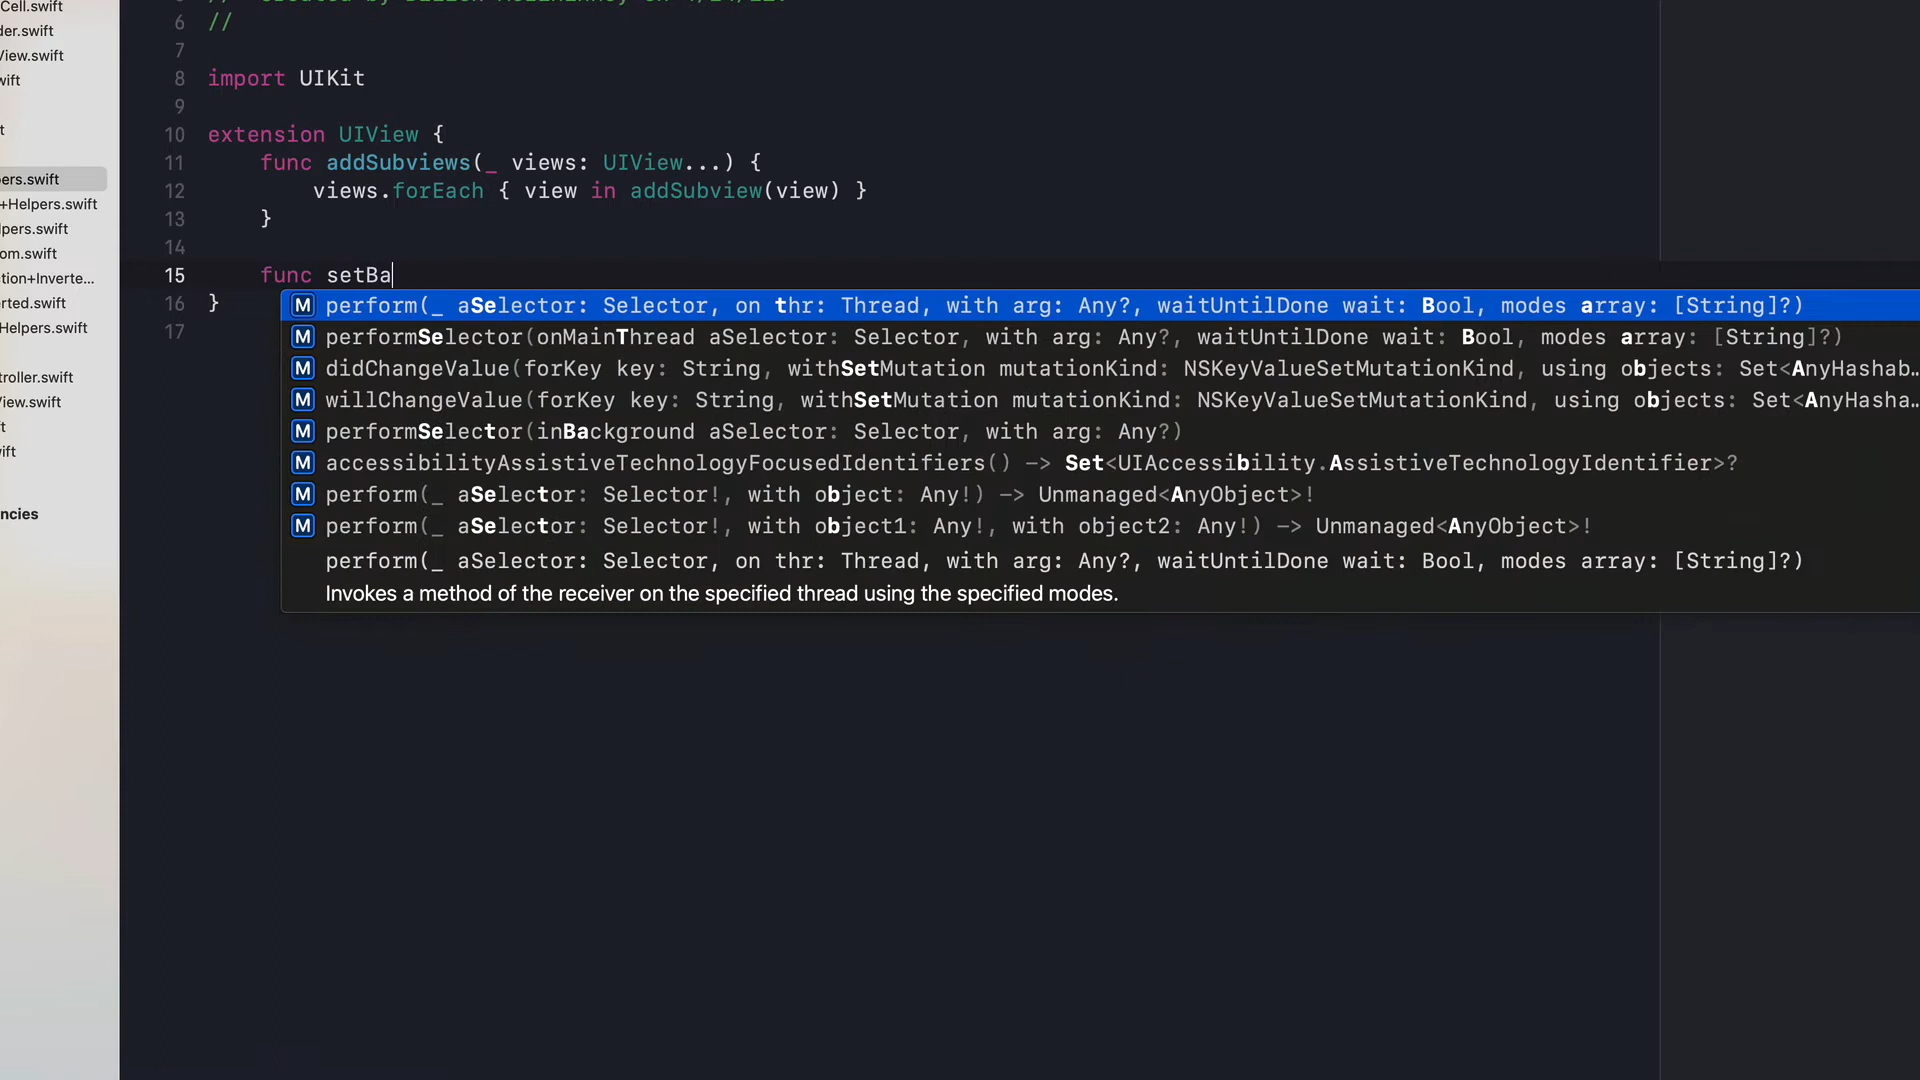 Cell.swift
der.swift
View.swift
wift
t
ers.swift
+Helpers.swift
lpers.swift
om.swift
tion+Inverte...
rted.swift
Helpers.swift
troller.swift
View.swift
ft
wift
ncies
6 //
7
8 import UIKit
9
10 extension UIView {
11 func addSubviews(_ views: UIView...) {
12 views.forEach { view in addSubview(view) }
13 }
14
15 func setBa
16 }
17
M perform(_ aSelector: Selector, on thr: Thread, with arg: Any?, waitUntilDone wait: Bool, modes array: [String]?)
M performSelector(onMainThread aSelector: Selector, with arg: Any?, waitUntilDone wait: Bool, modes array: [String]?)
M didChangeValue(forKey key: String, withSetMutation mutationKind: NSKeyValueSetMutationKind, using objects: Set<AnyHashab…
M willChangeValue(forKey key: String, withSetMutation mutationKind: NSKeyValueSetMutationKind, using objects: Set<AnyHasha…
M performSelector(inBackground aSelector: Selector, with arg: Any?)
M accessibilityAssistiveTechnologyFocusedIdentifiers() -> Set<UIAccessibility.AssistiveTechnologyIdentifier>?
M perform(_ aSelector: Selector!, with object: Any!) -> Unmanaged<AnyObject>!
M perform(_ aSelector: Selector!, with object1: Any!, with object2: Any!) -> Unmanaged<AnyObject>!
perform(_ aSelector: Selector, on thr: Thread, with arg: Any?, waitUntilDone wait: Bool, modes array: [String]?)
Invokes a method of the receiver on the specified thread using the specified modes.